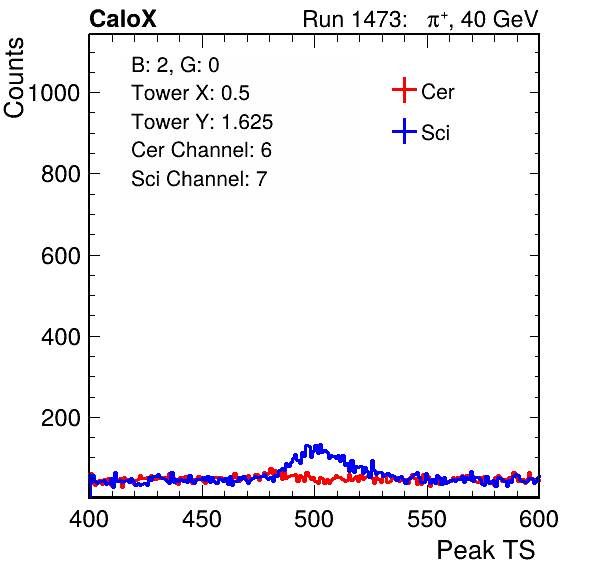 CaloX Run 1473: π⁺, 40 GeV
Counts
B: 2, G: 0
Tower X: 0.5
Tower Y: 1.625
Cer Channel: 6
Sci Channel: 7
Cer
Sci
1000
800
600
400
200
400 450 500 550 600
Peak TS